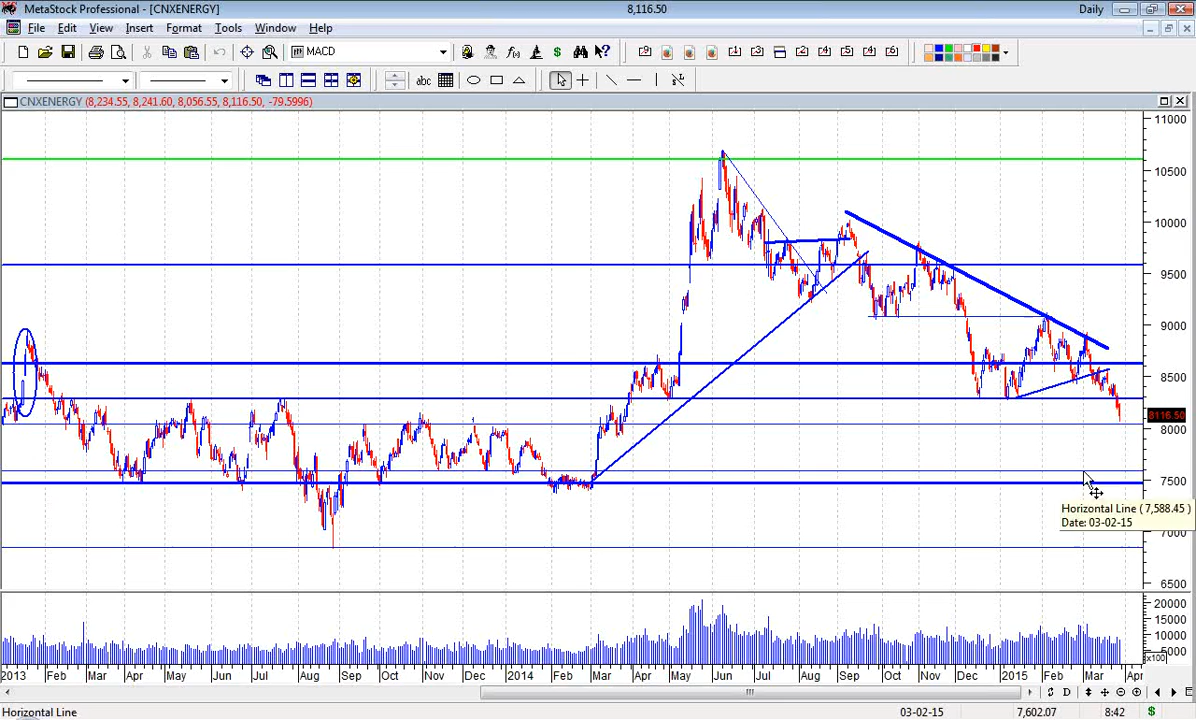 MetaStock Professional - [CNXENERGY]
8,116.50
Daily
File Edit View Insert Format Tools Window Help
MACD
abc
CNXENERGY (8,234.55, 8,241.60, 8,056.55, 8,116.50, -79.5996)
11000
10500
10000
9500
9000
8500
8116.50
8000
7500
Horizontal Line ( 7,588.45 )
Date: 03-02-15
7000
6500
20000
15000
10000
5000
x100
2013 Feb Mar Apr May Jun Jul Aug Sep Oct Nov Dec 2014 Feb Mar Apr May Jun Jul Aug Sep Oct Nov Dec 2015 Feb Mar Apr
D
Horizontal Line
03-02-15
7,602.07
8:42
$